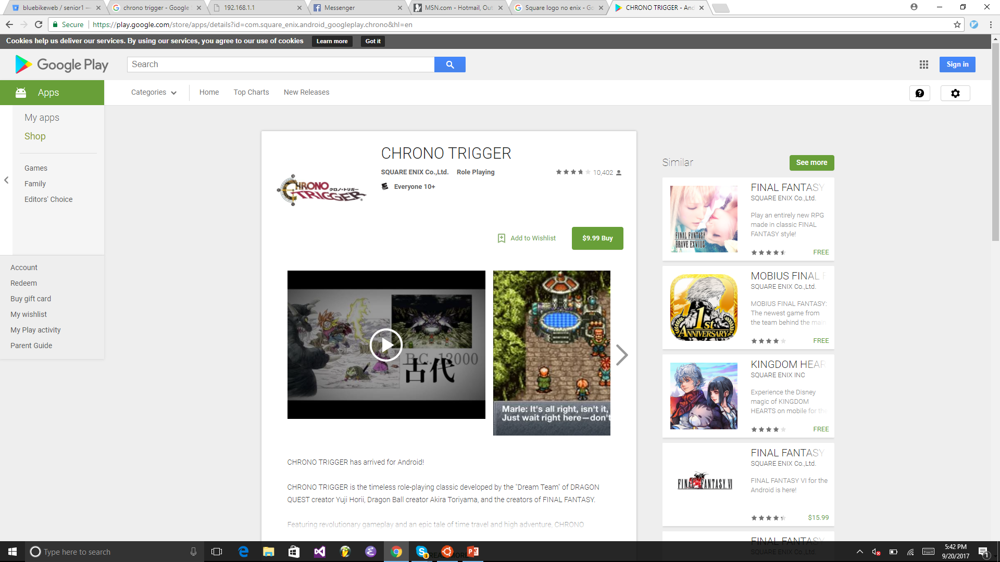 bluebikeweb / senior1 —
chrono trigger - Google
192.168.1.1
Messenger
MSN.com - Hotmail, Out
Square logo no enix - Go
CHRONO TRIGGER - And
Secure
https://play.google.com/store/apps/details?id=com.square_enix.android_googleplay.chrono&hl=en
Cookies help us deliver our services. By using our services, you agree to our use of cookies
Learn more
Got it
Google Play
Search
Sign in
Apps
Categories
Home
Top Charts
New Releases
My apps
Shop
Games
Family
Editors' Choice
Account
Redeem
Buy gift card
My wishlist
My Play activity
Parent Guide
CHRONO TRIGGER
クロノ・トリガー
CHRONO TRIGGER
SQUARE ENIX Co.,Ltd.
Role Playing
10,402
Everyone 10+
Add to Wishlist
$9.99 Buy
B.C. 12000
古代
Marle: It's all right, isn't it,
Just wait right here—don't
CHRONO TRIGGER has arrived for Android!
CHRONO TRIGGER is the timeless role-playing classic developed by the "Dream Team" of DRAGON
QUEST creator Yuji Horii, Dragon Ball creator Akira Toriyama, and the creators of FINAL FANTASY.
Featuring revolutionary gameplay and an epic tale of time travel and high adventure, CHRONO
READ MORE
Similar
See more
FINAL FANTASY
BRAVE EXVIUS
FINAL FANTASY
SQUARE ENIX Co.,Ltd.
Play an entirely new RPG
made in classic FINAL
FANTASY style!
FREE
1st
ANNIVERSARY
MOBIUS FINAL F
SQUARE ENIX Co.,Ltd.
MOBIUS FINAL FANTASY:
The newest game from
the team behind the main
FREE
KINGDOM HEAR
SQUARE ENIX INC
Experience the Disney
magic of KINGDOM
HEARTS on mobile for the
FREE
FINAL FANTASY VI
FINAL FANTASY
SQUARE ENIX Co.,Ltd.
FINAL FANTASY VI for the
Android is here!
$15.99
FINAL FANTASY
SQUARE ENIX Co.,Ltd.
Type here to search
1
5:42 PM
9/20/2017
1